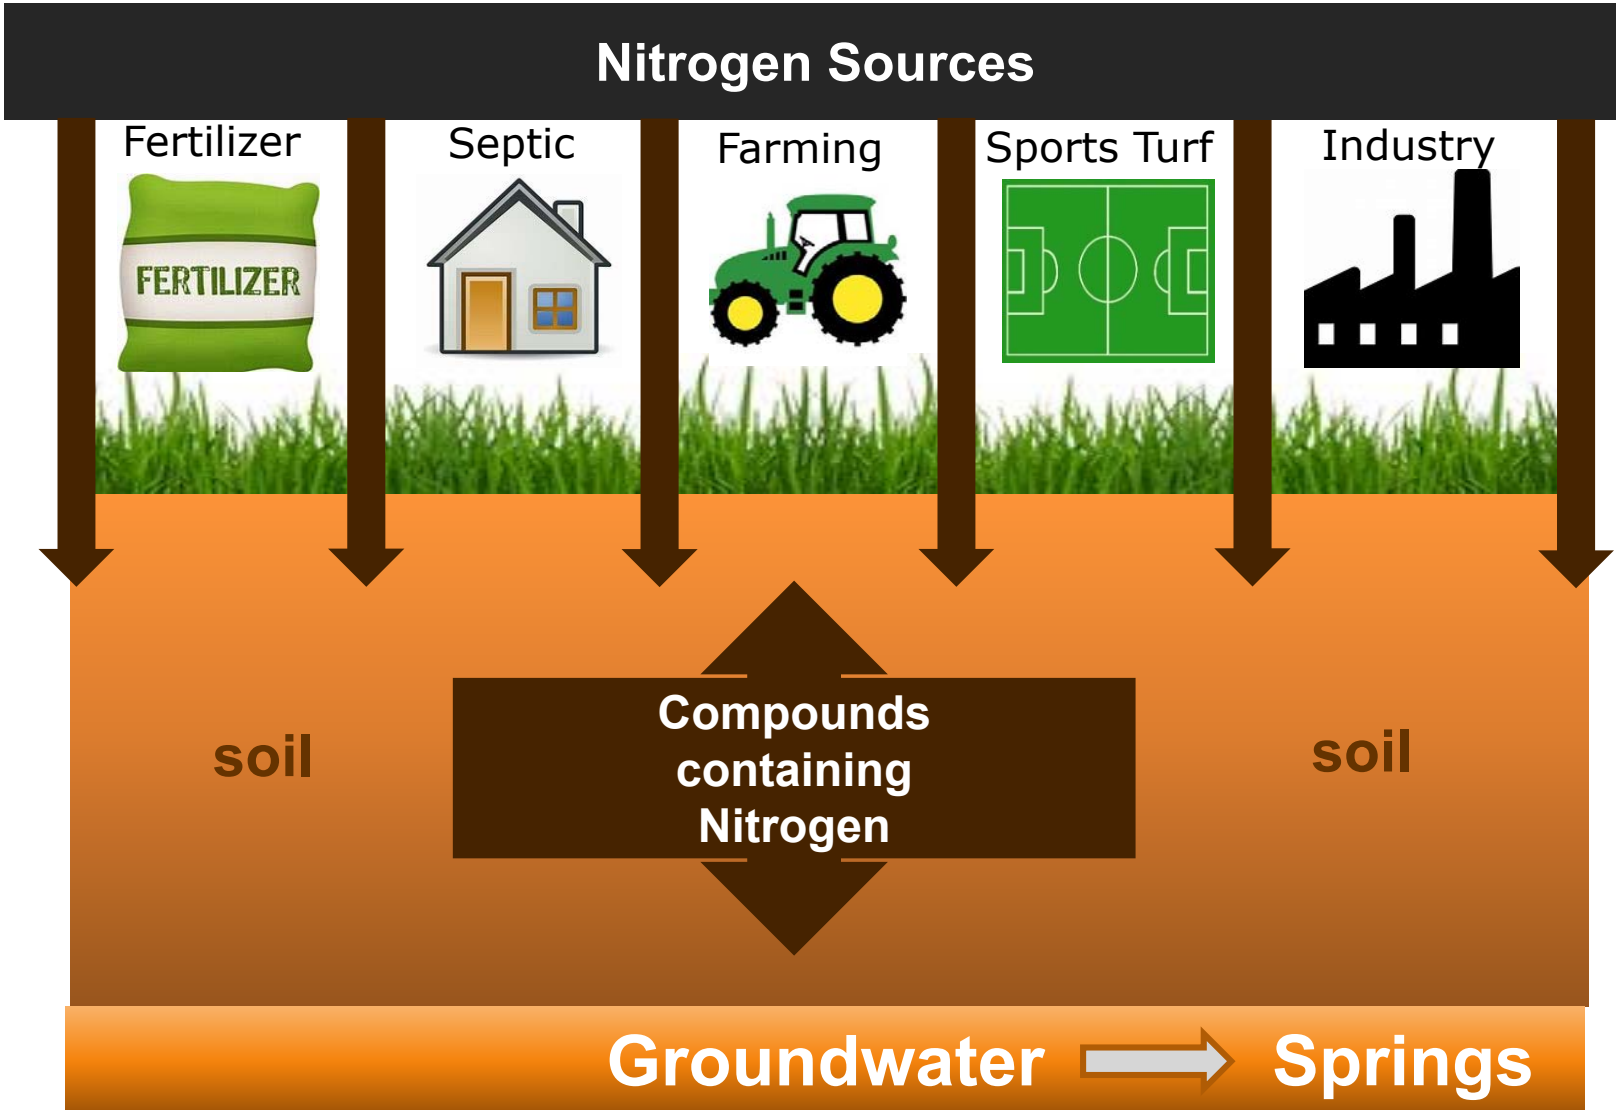 Nitrogen Sources
Fertilizer
Septic
Farming
Sports Turf
Industry
FERTILIZER
soil
Compounds
containing
Nitrogen
soil
Groundwater
Springs